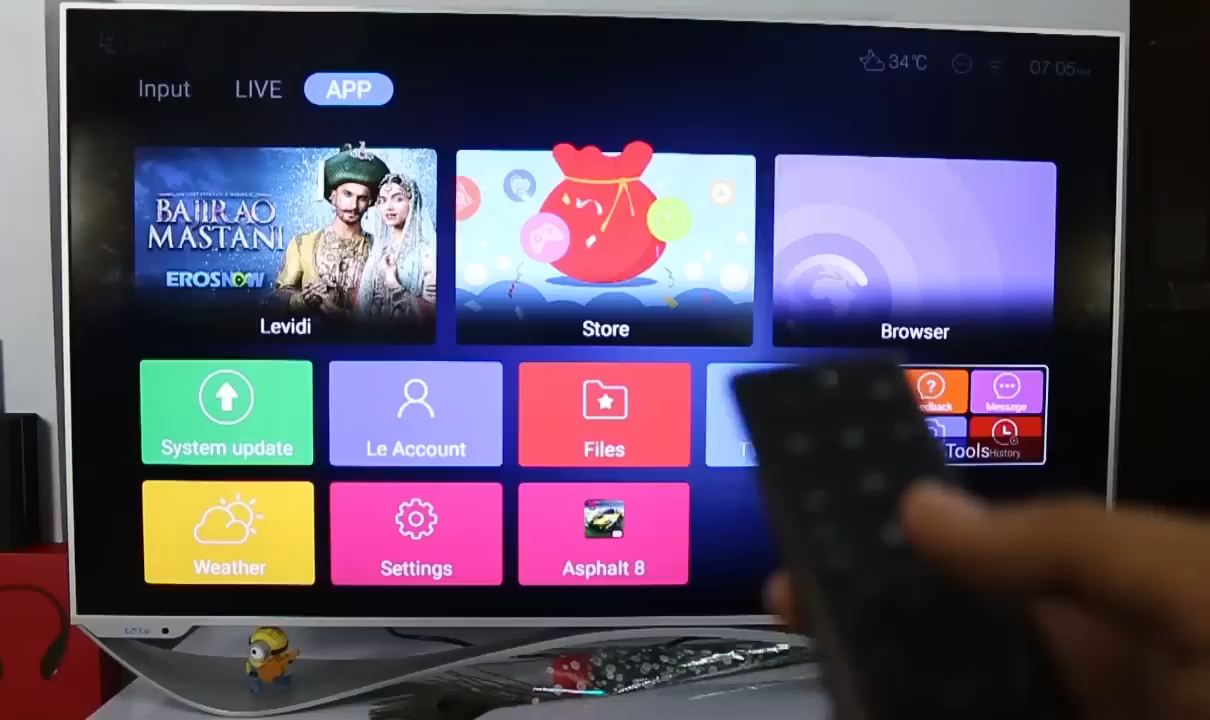 34°C
07:05
Input LIVE APP
BAJIRAO
MASTANI
EROSNOW
Levidi
Store
Browser
Message
System update
Le Account
Files
Tools
History
Weather
Settings
Asphalt 8